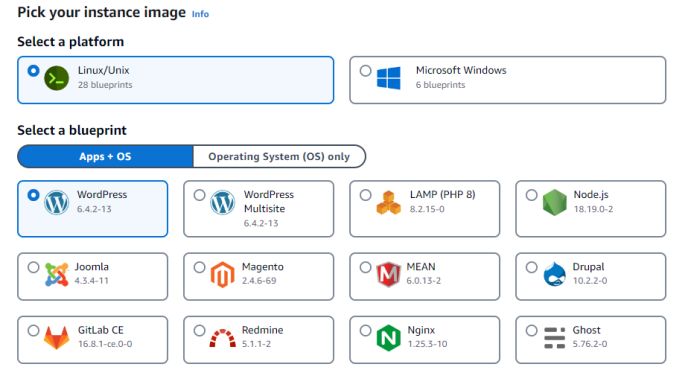 Pick your instance image Info
Select a platform
Linux/Unix
28 blueprints
Microsoft Windows
6 blueprints
Select a blueprint
Apps + OS
Operating System (OS) only
WordPress
6.4.2-13
WordPress
Multisite
6.4.2-13
LAMP (PHP 8)
8.2.15-0
Node.js
18.19.0-2
Joomla
4.3.4-11
Magento
2.4.6-69
MEAN
6.0.13-2
Drupal
10.2.2-0
GitLab CE
16.8.1-ce.0-0
Redmine
5.1.1-2
Nginx
1.25.3-10
Ghost
5.76.2-0